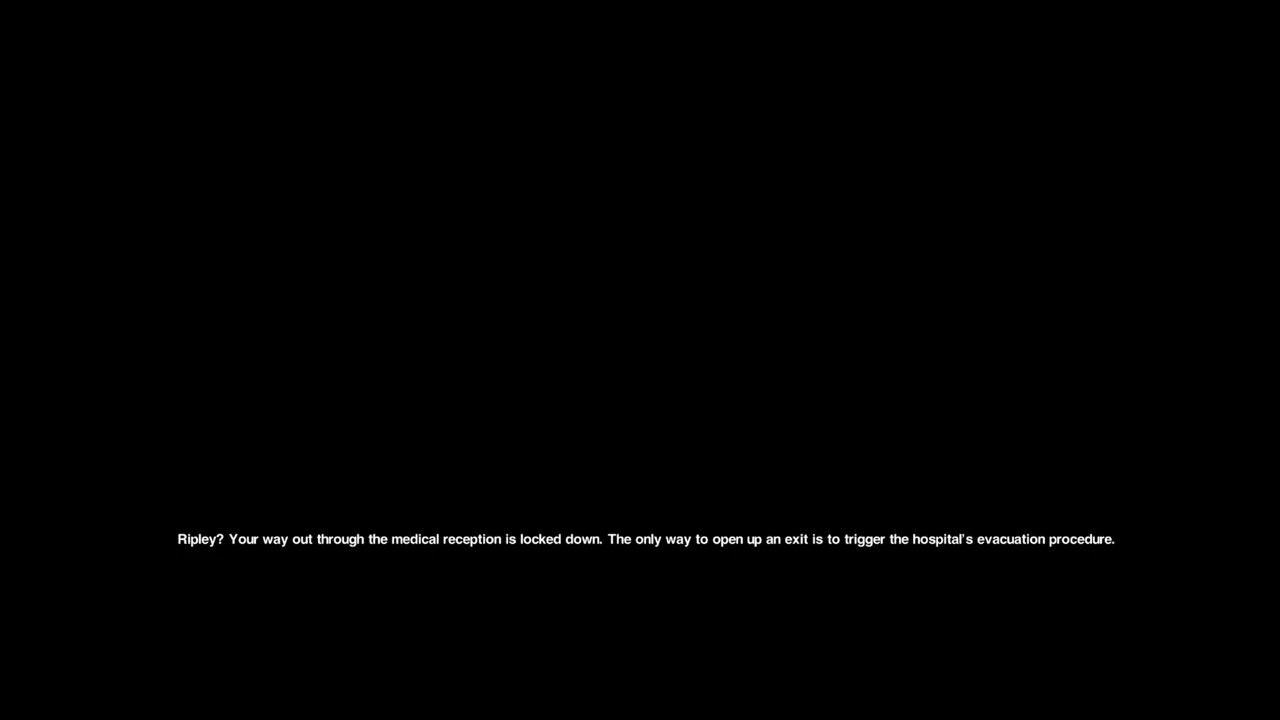 Ripley? Your way out through the medical reception is locked down. The only way to open up an exit is to trigger the hospital's evacuation procedure.